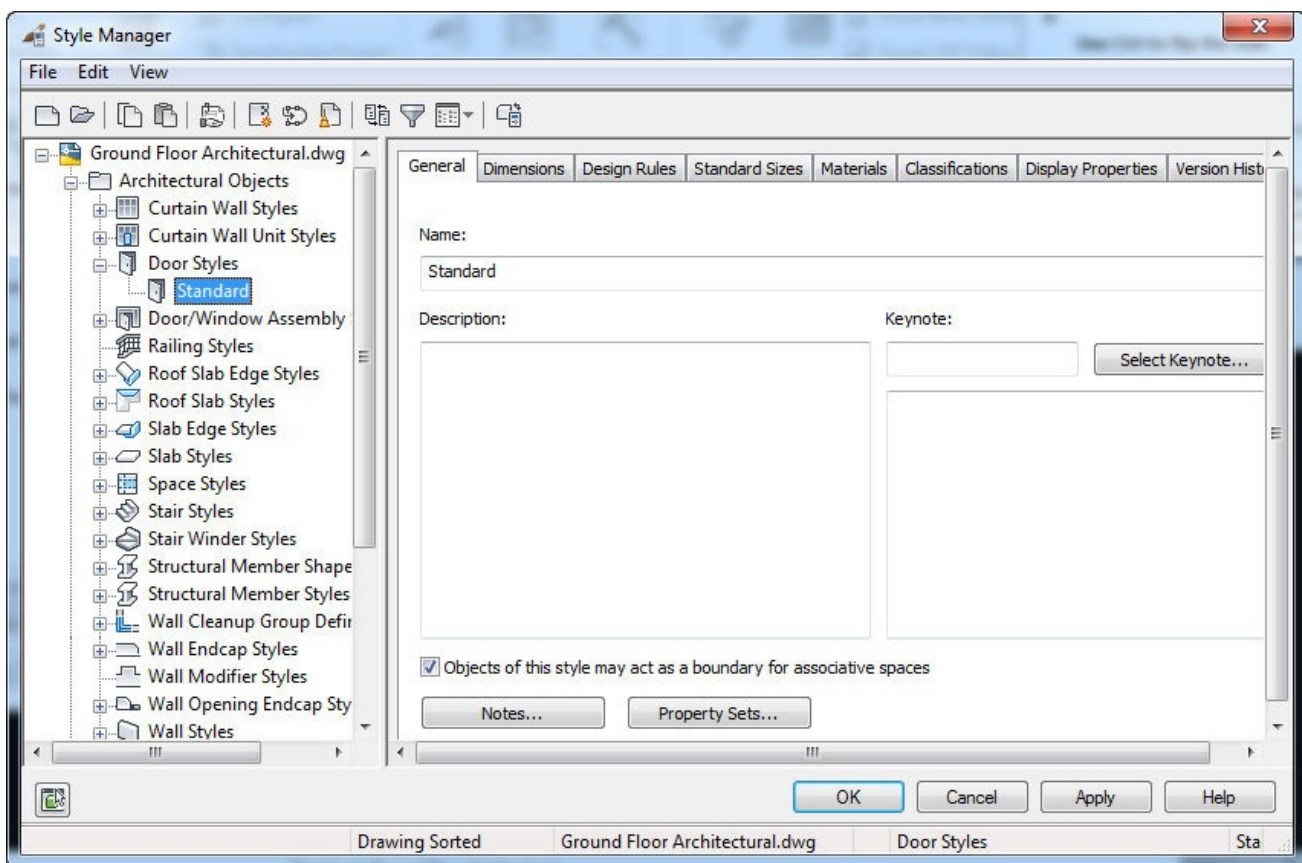 Style Manager
File Edit View
Ground Floor Architectural.dwg
Architectural Objects
Curtain Wall Styles
Curtain Wall Unit Styles
Door Styles
Standard
Door/Window Assembly
Railing Styles
Roof Slab Edge Styles
Roof Slab Styles
Slab Edge Styles
Slab Styles
Space Styles
Stair Styles
Stair Winder Styles
Structural Member Shape
Structural Member Styles
Wall Cleanup Group Defin
Wall Endcap Styles
Wall Modifier Styles
Wall Opening Endcap Sty
Wall Styles
General Dimensions Design Rules Standard Sizes Materials Classifications Display Properties Version Hist
Name:
Standard
Description: Keynote:
Select Keynote...
Objects of this style may act as a boundary for associative spaces
Notes... Property Sets...
OK Cancel Apply Help
Drawing Sorted Ground Floor Architectural.dwg Door Styles Sta